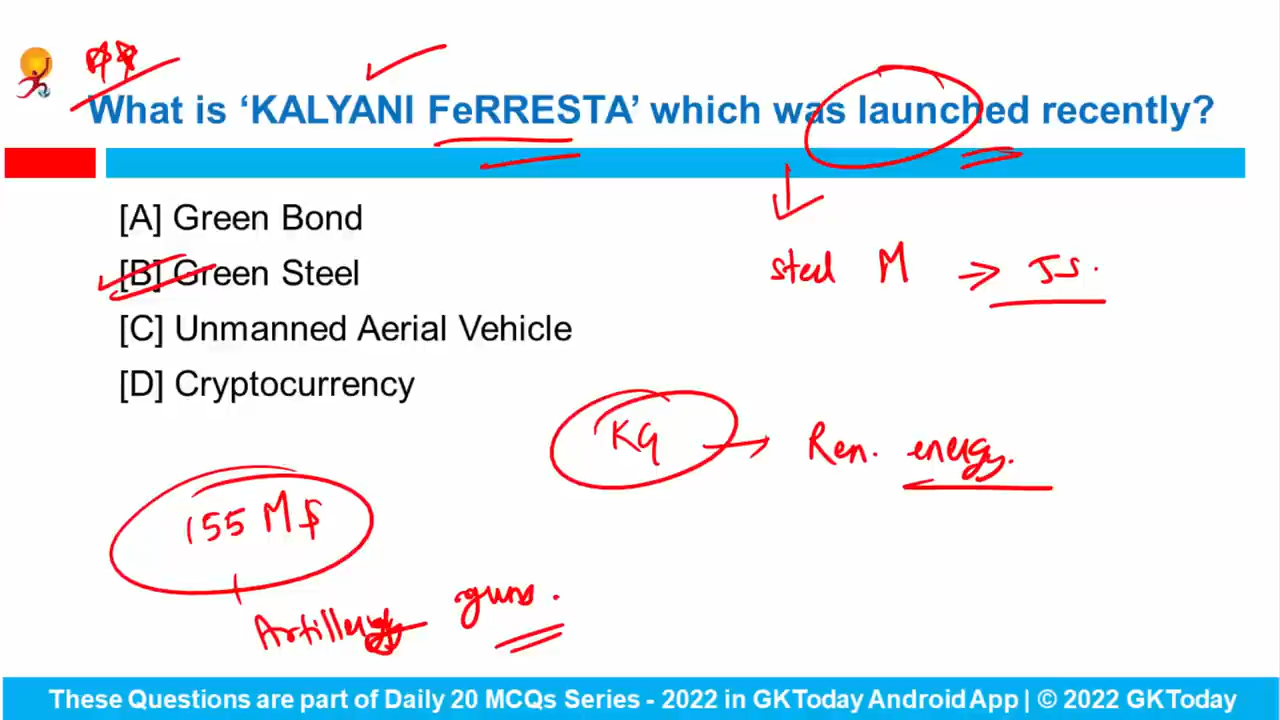 What is ‘KALYANI FeRRESTA’ which was launched recently?
[A] Green Bond
[B] Green Steel
steel M → JS.
[C] Unmanned Aerial Vehicle
[D] Cryptocurrency
KG → Ren. energy.
155 M $
Artillery guns.
These Questions are part of Daily 20 MCQs Series - 2022 in GKToday Android App | © 2022 GKToday